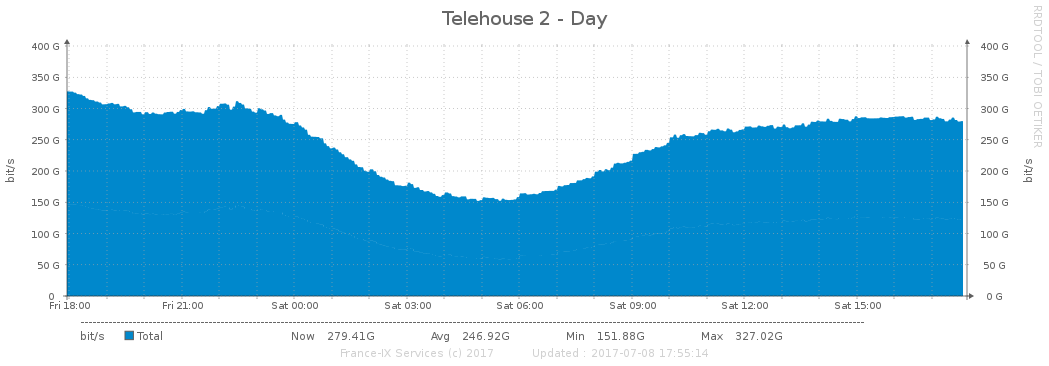 Telehouse 2 - Day
RRDTOOL / TOBI OETIKER
400 G 400 G
350 G 350 G
300 G 300 G
250 G 250 G
200 G 200 G
150 G 150 G
100 G 100 G
50 G 50 G
0 0 G
bit/s bit/s
Fri 18:00 Fri 21:00 Sat 00:00 Sat 03:00 Sat 06:00 Sat 09:00 Sat 12:00 Sat 15:00
bit/s Total Now 279.41G Avg 246.92G Min 151.88G Max 327.02G
France-IX Services (c) 2017 Updated : 2017-07-08 17:55:14